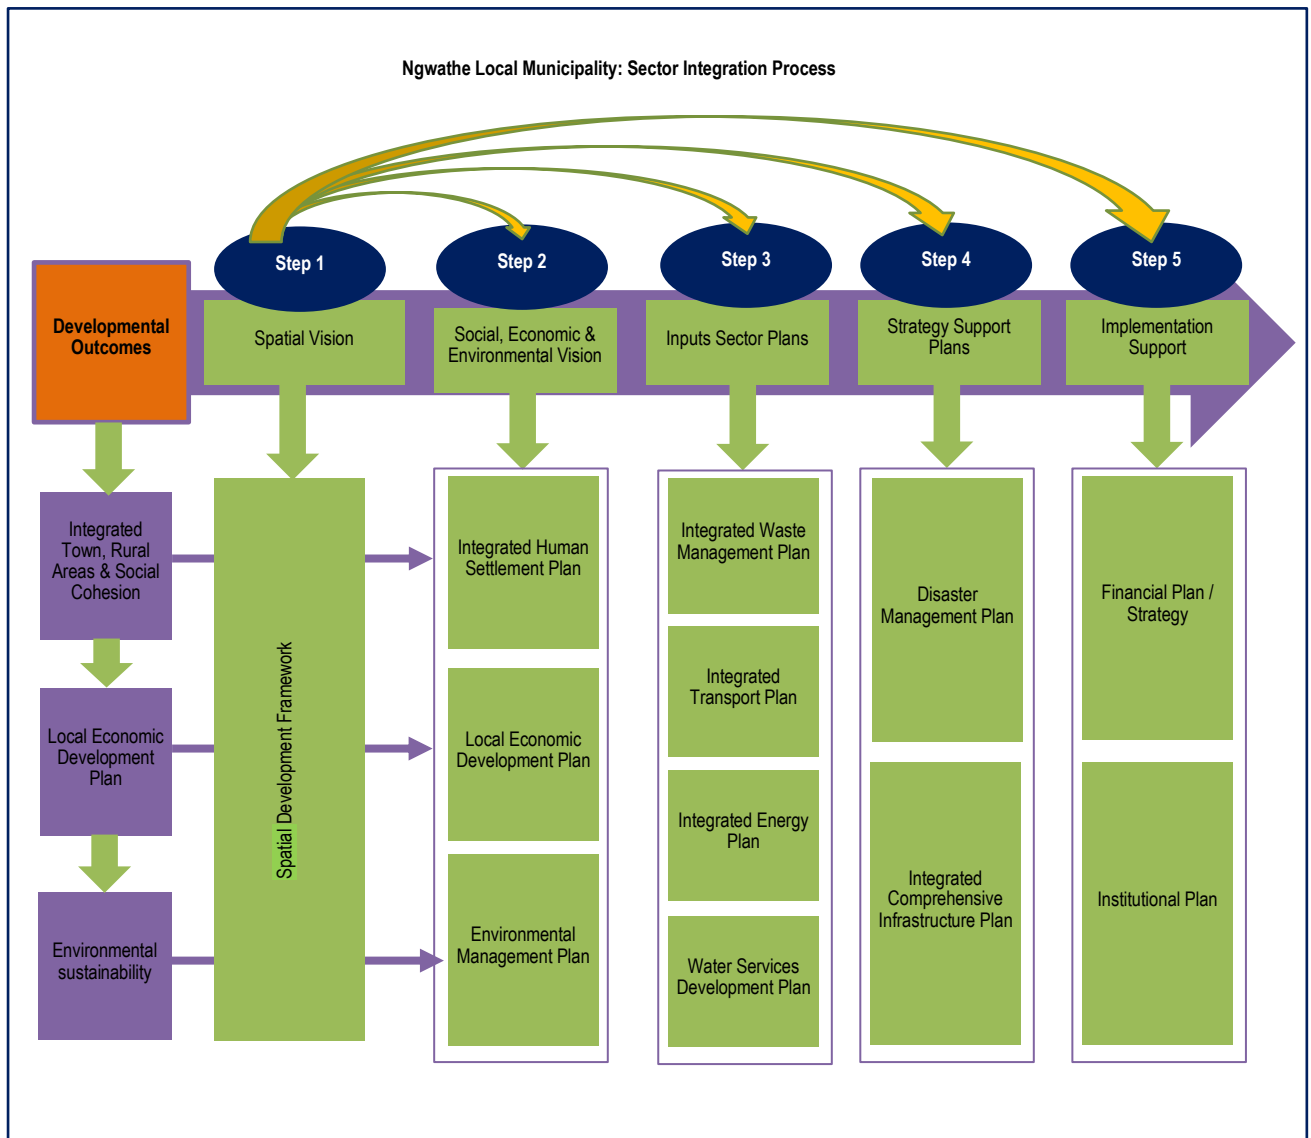 Ngwathe Local Municipality: Sector Integration Process
Step 1
Step 2
Step 3
Step 4
Step 5
Developmental
Outcomes
Spatial Vision
Social, Economic &
Environmental Vision
Inputs Sector Plans
Strategy Support
Plans
Implementation
Support
Integrated
Town, Rural
Areas & Social
Cohesion
Local Economic
Development
Plan
Environmental
sustainability
Spatial Development Framework
Integrated Human
Settlement Plan
Local Economic
Development Plan
Environmental
Management Plan
Integrated Waste
Management Plan
Integrated
Transport Plan
Integrated Energy
Plan
Water Services
Development Plan
Disaster
Management Plan
Integrated
Comprehensive
Infrastructure Plan
Financial Plan /
Strategy
Institutional Plan